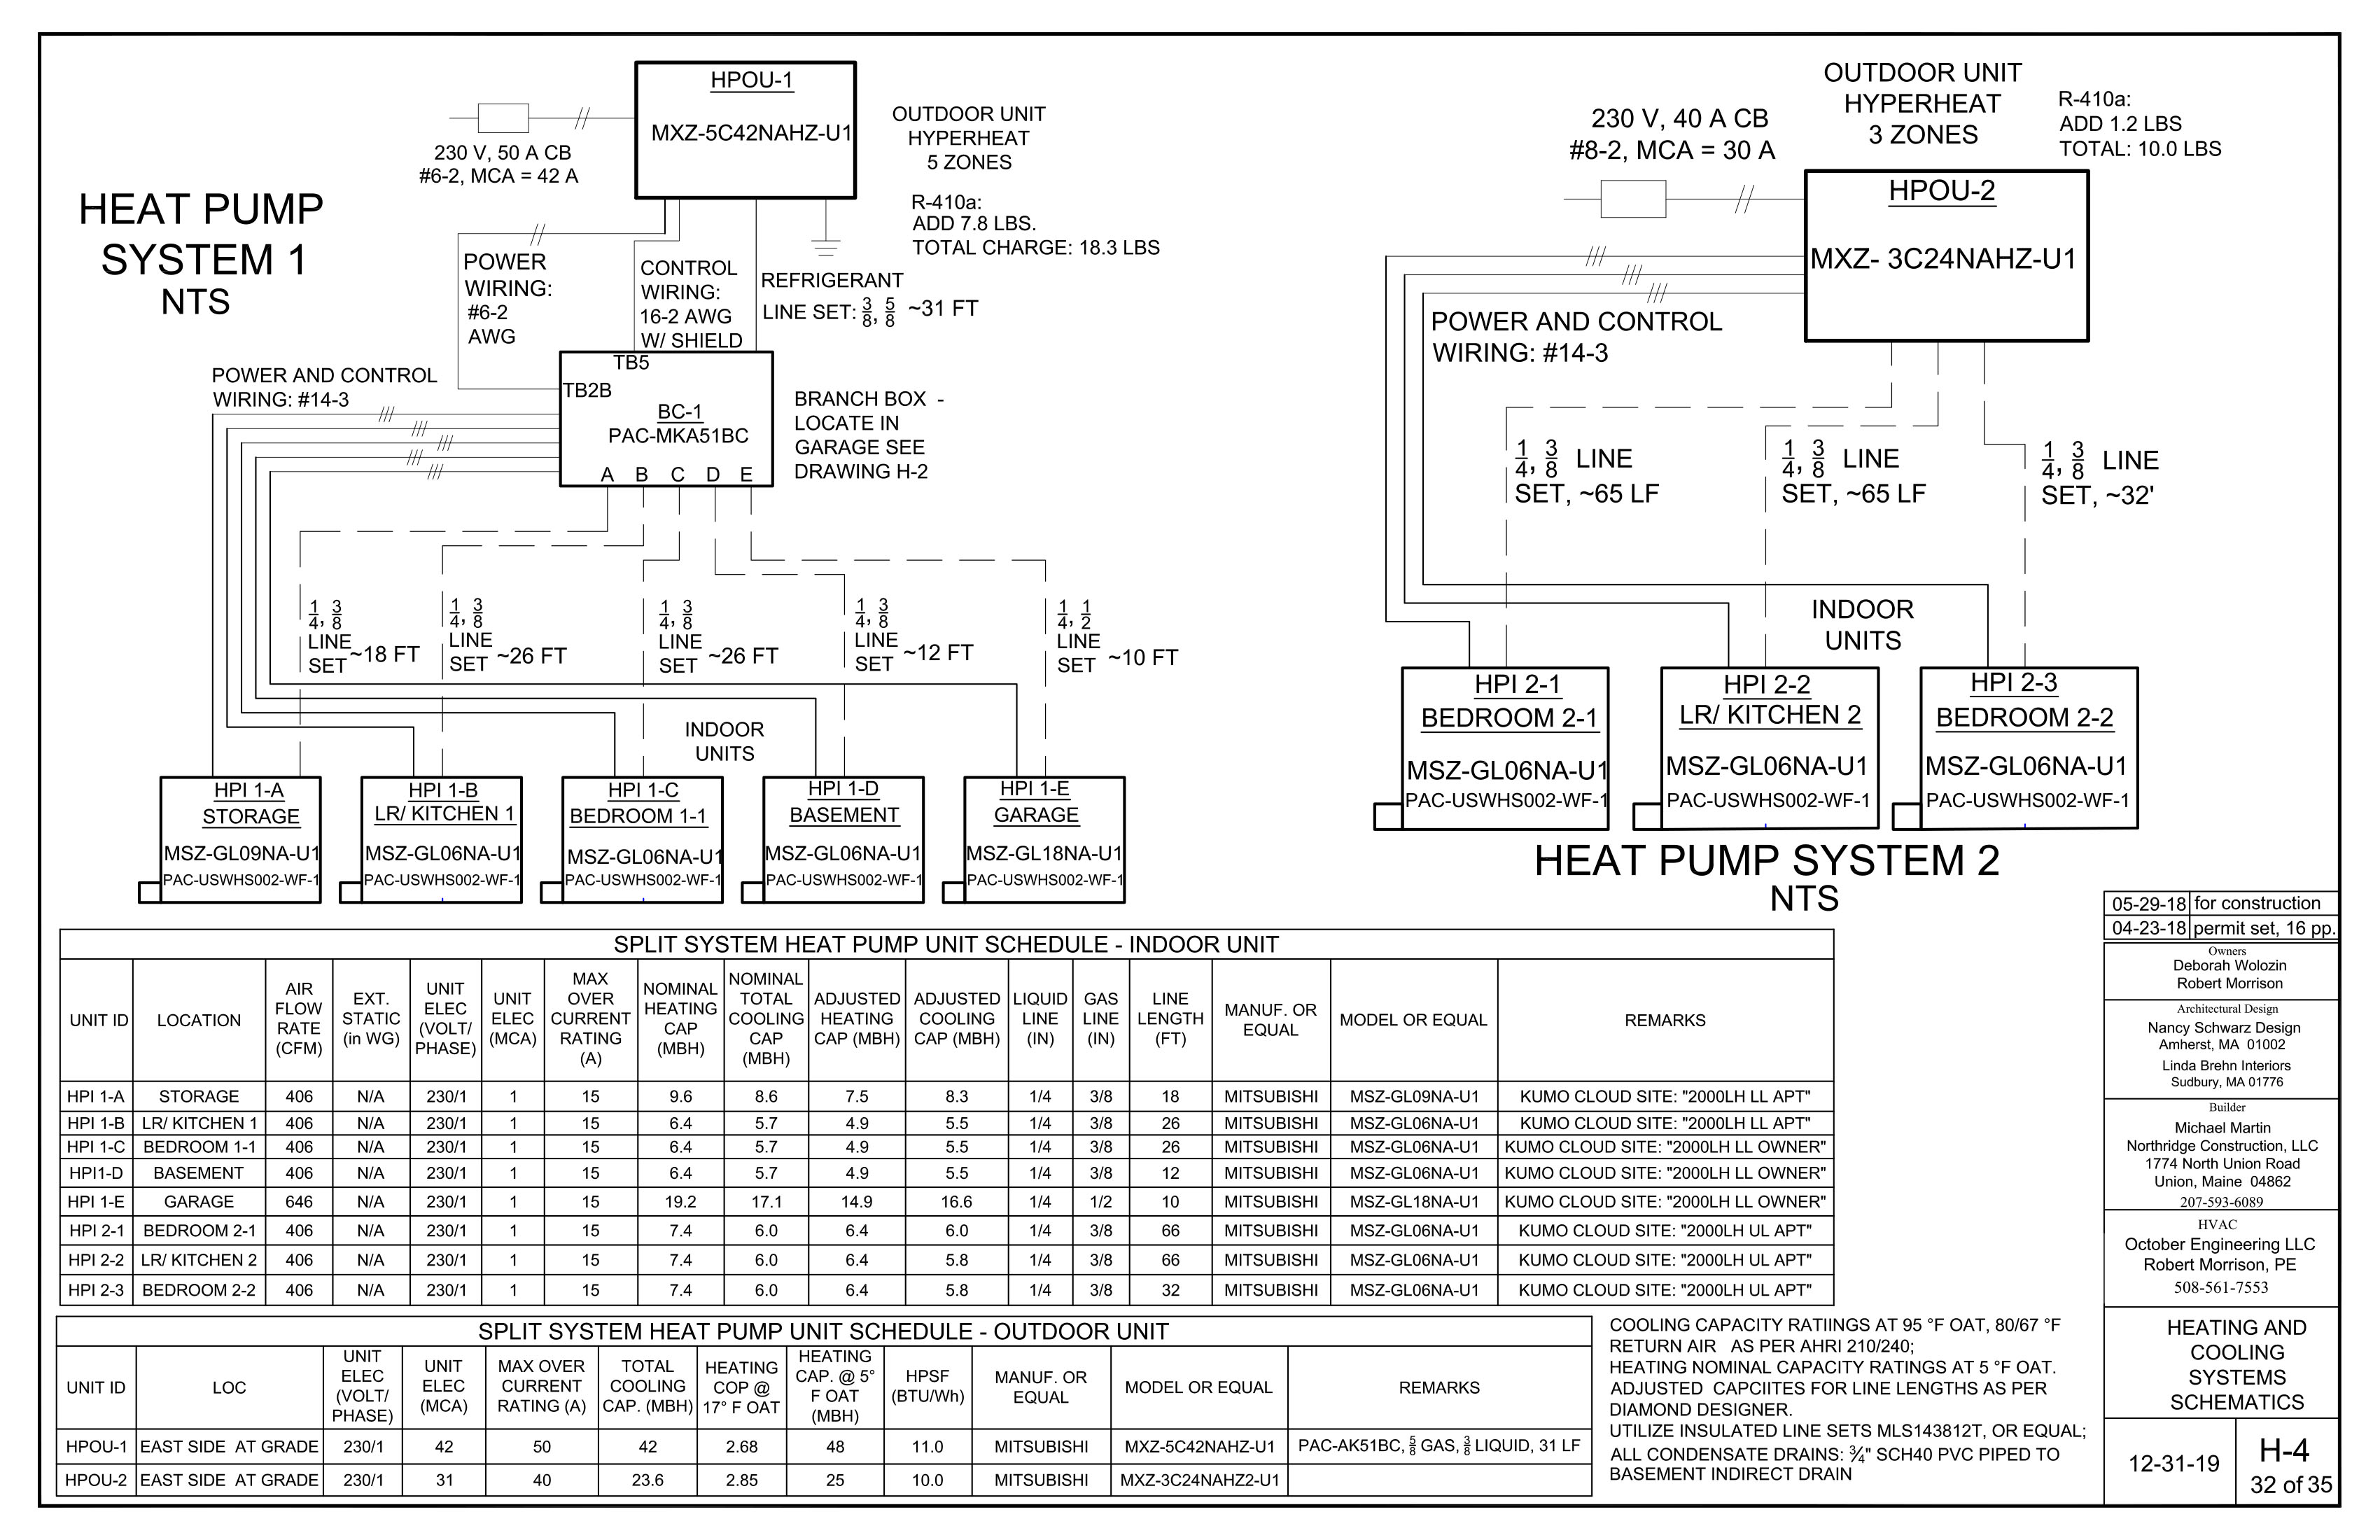 HEAT PUMP
SYSTEM 1
NTS
HPOU-1
MXZ-5C42NAHZ-U1
230 V, 50 A CB
#6-2, MCA = 42 A
OUTDOOR UNIT
HYPERHEAT
5 ZONES
R-410a:
ADD 7.8 LBS.
TOTAL CHARGE: 18.3 LBS
POWER
WIRING:
#6-2
AWG
CONTROL
WIRING:
16-2 AWG
W/ SHIELD
REFRIGERANT
LINE SET: 3/8, 5/8 ~31 FT
TB5
TB2B
BC-1
PAC-MKA51BC
A B C D E
BRANCH BOX -
LOCATE IN
GARAGE SEE
DRAWING H-2
POWER AND CONTROL
WIRING: #14-3
1/4, 3/8
LINE
SET ~18 FT
1/4, 3/8
LINE
SET ~26 FT
1/4, 3/8
LINE
SET ~26 FT
1/4, 3/8
LINE
SET ~12 FT
1/4, 1/2
LINE
SET ~10 FT
INDOOR
UNITS
HPI 1-A
STORAGE
MSZ-GL09NA-U1
PAC-USWHS002-WF-1
HPI 1-B
LR/ KITCHEN 1
MSZ-GL06NA-U1
PAC-USWHS002-WF-1
HPI 1-C
BEDROOM 1-1
MSZ-GL06NA-U1
PAC-USWHS002-WF-1
HPI 1-D
BASEMENT
MSZ-GL06NA-U1
PAC-USWHS002-WF-1
HPI 1-E
GARAGE
MSZ-GL18NA-U1
PAC-USWHS002-WF-1
OUTDOOR UNIT
HYPERHEAT
3 ZONES
R-410a:
ADD 1.2 LBS
TOTAL: 10.0 LBS
230 V, 40 A CB
#8-2, MCA = 30 A
HPOU-2
MXZ- 3C24NAHZ-U1
POWER AND CONTROL
WIRING: #14-3
1/4, 3/8 LINE
SET, ~65 LF
1/4, 3/8 LINE
SET, ~65 LF
1/4, 3/8 LINE
SET, ~32'
INDOOR
UNITS
HPI 2-1
BEDROOM 2-1
MSZ-GL06NA-U1
PAC-USWHS002-WF-1
HPI 2-2
LR/ KITCHEN 2
MSZ-GL06NA-U1
PAC-USWHS002-WF-1
HPI 2-3
BEDROOM 2-2
MSZ-GL06NA-U1
PAC-USWHS002-WF-1
HEAT PUMP SYSTEM 2
NTS
SPLIT SYSTEM HEAT PUMP UNIT SCHEDULE - INDOOR UNIT
UNIT ID LOCATION AIR FLOW RATE (CFM) EXT. STATIC (in WG) UNIT ELEC (VOLT/ PHASE) UNIT ELEC (MCA) MAX OVER CURRENT RATING (A) NOMINAL HEATING CAP (MBH) NOMINAL TOTAL COOLING CAP (MBH) ADJUSTED HEATING CAP (MBH) ADJUSTED COOLING CAP (MBH) LIQUID LINE (IN) GAS LINE (IN) LINE LENGTH (FT) MANUF. OR EQUAL MODEL OR EQUAL REMARKS
HPI 1-A STORAGE 406 N/A 230/1 1 15 9.6 8.6 7.5 8.3 1/4 3/8 18 MITSUBISHI MSZ-GL09NA-U1 KUMO CLOUD SITE: "2000LH LL APT"
HPI 1-B LR/ KITCHEN 1 406 N/A 230/1 1 15 6.4 5.7 4.9 5.5 1/4 3/8 26 MITSUBISHI MSZ-GL06NA-U1 KUMO CLOUD SITE: "2000LH LL APT"
HPI 1-C BEDROOM 1-1 406 N/A 230/1 1 15 6.4 5.7 4.9 5.5 1/4 3/8 26 MITSUBISHI MSZ-GL06NA-U1 KUMO CLOUD SITE: "2000LH LL OWNER"
HPI1-D BASEMENT 406 N/A 230/1 1 15 6.4 5.7 4.9 5.5 1/4 3/8 12 MITSUBISHI MSZ-GL06NA-U1 KUMO CLOUD SITE: "2000LH LL OWNER"
HPI 1-E GARAGE 646 N/A 230/1 1 15 19.2 17.1 14.9 16.6 1/4 1/2 10 MITSUBISHI MSZ-GL18NA-U1 KUMO CLOUD SITE: "2000LH LL OWNER"
HPI 2-1 BEDROOM 2-1 406 N/A 230/1 1 15 7.4 6.0 6.4 6.0 1/4 3/8 66 MITSUBISHI MSZ-GL06NA-U1 KUMO CLOUD SITE: "2000LH UL APT"
HPI 2-2 LR/ KITCHEN 2 406 N/A 230/1 1 15 7.4 6.0 6.4 5.8 1/4 3/8 66 MITSUBISHI MSZ-GL06NA-U1 KUMO CLOUD SITE: "2000LH UL APT"
HPI 2-3 BEDROOM 2-2 406 N/A 230/1 1 15 7.4 6.0 6.4 5.8 1/4 3/8 32 MITSUBISHI MSZ-GL06NA-U1 KUMO CLOUD SITE: "2000LH UL APT"
SPLIT SYSTEM HEAT PUMP UNIT SCHEDULE - OUTDOOR UNIT
UNIT ID LOC UNIT ELEC (VOLT/ PHASE) UNIT ELEC (MCA) MAX OVER CURRENT RATING (A) TOTAL COOLING CAP. (MBH) HEATING COP @ 17° F OAT HEATING CAP. @ 5° F OAT (MBH) HPSF (BTU/Wh) MANUF. OR EQUAL MODEL OR EQUAL REMARKS
HPOU-1 EAST SIDE AT GRADE 230/1 42 50 42 2.68 48 11.0 MITSUBISHI MXZ-5C42NAHZ-U1 PAC-AK51BC, 5/8 GAS, 3/8 LIQUID, 31 LF
HPOU-2 EAST SIDE AT GRADE 230/1 31 40 23.6 2.85 25 10.0 MITSUBISHI MXZ-3C24NAHZ2-U1
COOLING CAPACITY RATIINGS AT 95 °F OAT, 80/67 °F
RETURN AIR AS PER AHRI 210/240;
HEATING NOMINAL CAPACITY RATINGS AT 5 °F OAT.
ADJUSTED CAPCIITES FOR LINE LENGTHS AS PER
DIAMOND DESIGNER.
UTILIZE INSULATED LINE SETS MLS143812T, OR EQUAL;
ALL CONDENSATE DRAINS: 3/4" SCH40 PVC PIPED TO
BASEMENT INDIRECT DRAIN
05-29-18 for construction
04-23-18 permit set, 16 pp.
Owners
Deborah Wolozin
Robert Morrison
Architectural Design
Nancy Schwarz Design
Amherst, MA 01002
Linda Brehn Interiors
Sudbury, MA 01776
Builder
Michael Martin
Northridge Construction, LLC
1774 North Union Road
Union, Maine 04862
207-593-6089
HVAC
October Engineering LLC
Robert Morrison, PE
508-561-7553
HEATING AND
COOLING
SYSTEMS
SCHEMATICS
12-31-19
H-4
32 of 35